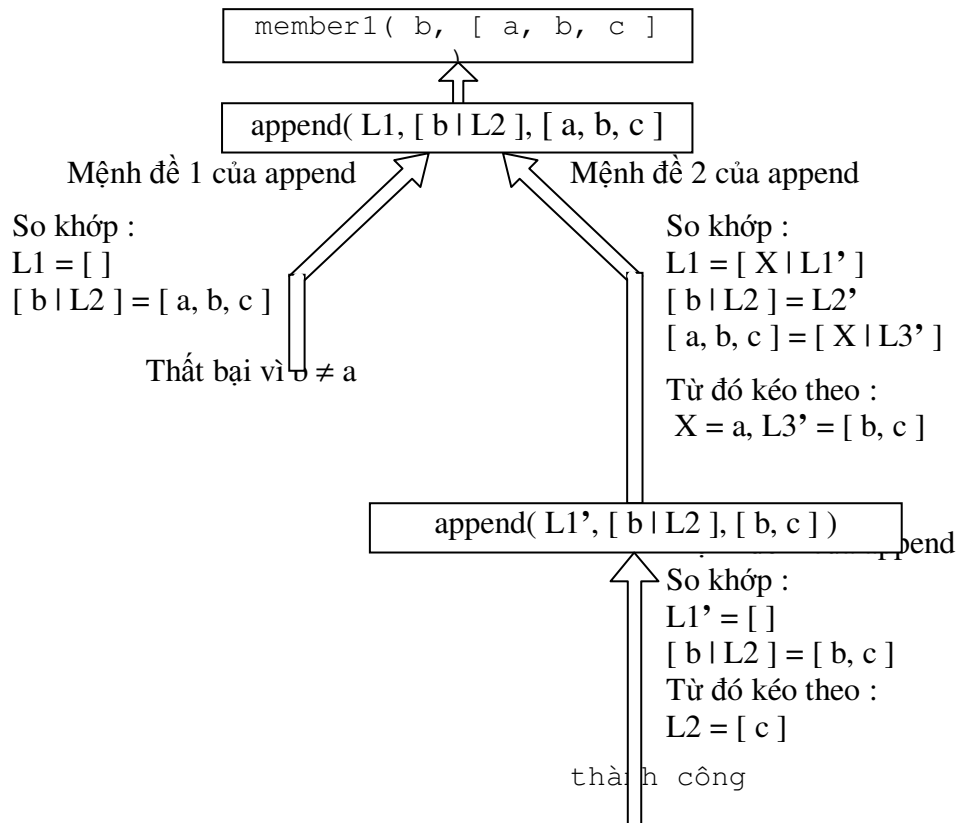 member1( b, [ a, b, c ]
)
append( L1, [ b | L2 ], [ a, b, c ]
Mệnh đề 1 của append
Mệnh đề 2 của append
So khớp :
L1 = [ ]
[ b | L2 ] = [ a, b, c ]
Thất bại vì b ≠ a
So khớp :
L1 = [ X | L1’ ]
[ b | L2 ] = L2’
[ a, b, c ] = [ X | L3’ ]
Từ đó kéo theo :
X = a, L3’ = [ b, c ]
append( L1’, [ b | L2 ], [ b, c ] )
append
So khớp :
L1’ = [ ]
[ b | L2 ] = [ b, c ]
Từ đó kéo theo :
L2 = [ c ]
thành công